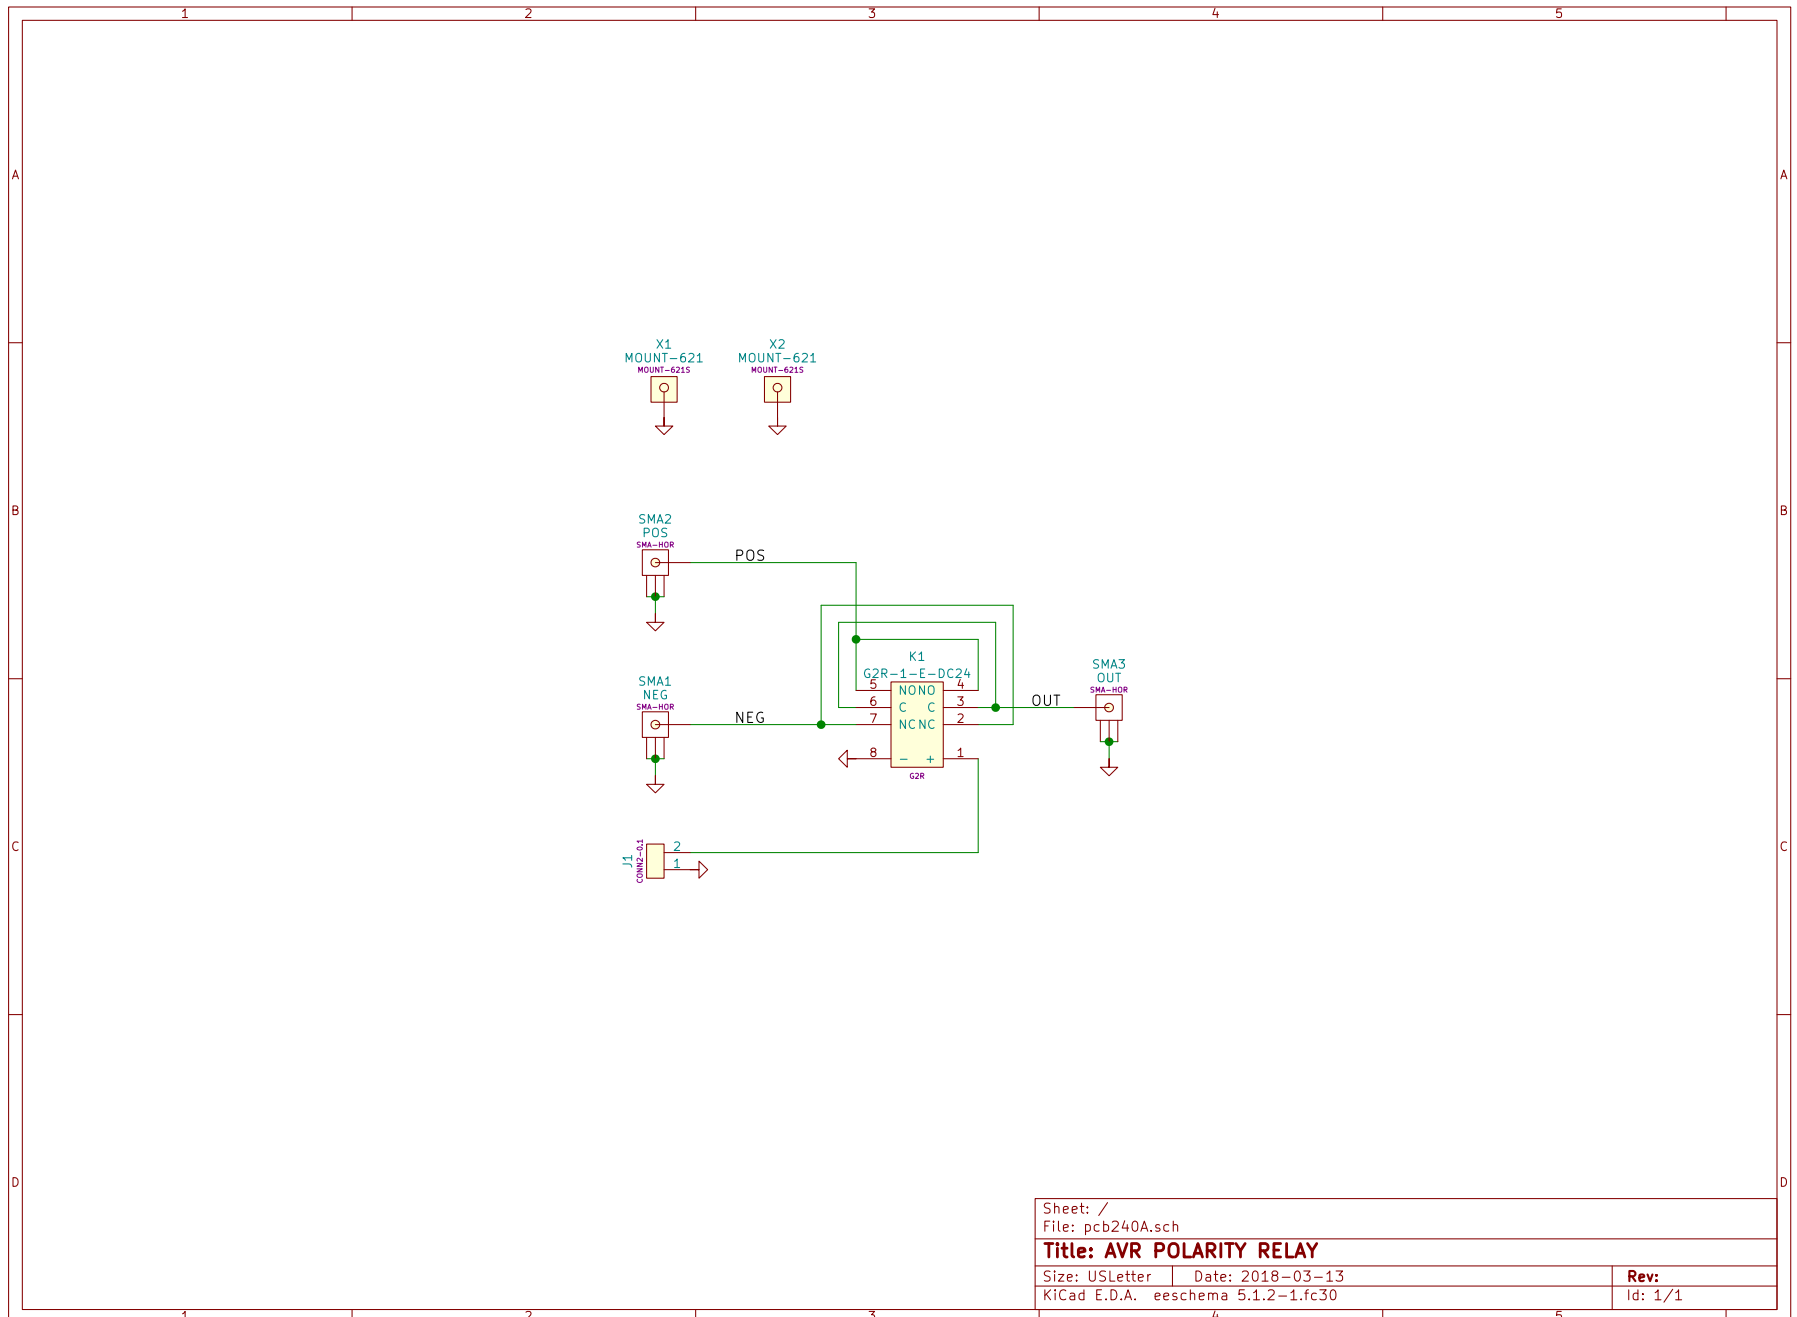 1 2 3 4 5
A A
X1 X2
MOUNT-621 MOUNT-621
MOUNT-621S MOUNT-621S
B B
SMA2
POS
SMA-HOR
POS
K1
G2R-1-E-DC24
SMA3
OUT
SMA-HOR
SMA1
NEG
SMA-HOR
5 NO NO 4
6 C C 3
OUT
NEG
7 NC NC 2
8 - + 1
G2R
C C
J1
CONN2-0.1
2
1
D D
Sheet: /
File: pcb240A.sch
Title: AVR POLARITY RELAY
Size: USLetter Date: 2018-03-13 Rev:
KiCad E.D.A. eeschema 5.1.2-1.fc30 Id: 1/1
1 2 3 4 5